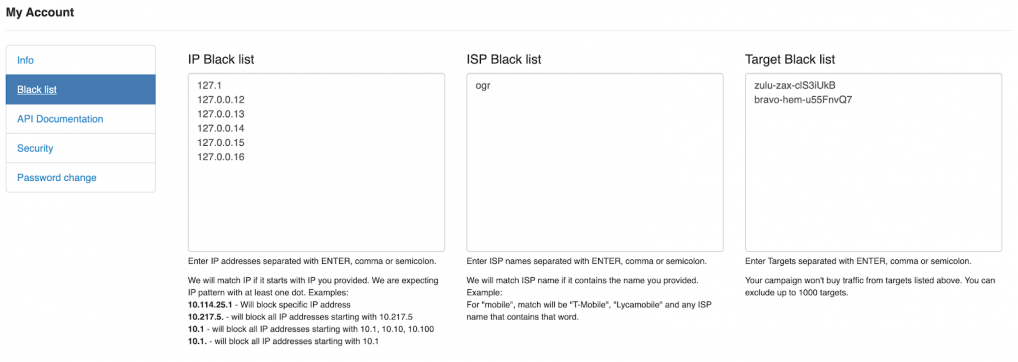 My Account
Info
Black list
API Documentation
Security
Password change
IP Black list
127.1
127.0.0.12
127.0.0.13
127.0.0.14
127.0.0.15
127.0.0.16
Enter IP addresses separated with ENTER, comma or semicolon.
We will match IP if it starts with IP you provided. We are expecting
IP pattern with at least one dot. Examples:
10.114.25.1 - Will block specific IP address
10.217.5. - will block all IP addresses starting with 10.217.5
10.1 - will block all IP addresses starting with 10.1, 10.10, 10.100
10.1. - will block all IP addresses starting with 10.1
ISP Black list
ogr
Enter ISP names separated with ENTER, comma or semicolon.
We will match ISP name if it contains the name you provided.
Example:
For "mobile", match will be "T-Mobile", "Lycamobile" and any ISP
name that contains that word.
Target Black list
zulu-zax-clS3iUkB
bravo-hem-u55FnvQ7
Enter Targets separated with ENTER, comma or semicolon.
Your campaign won't buy traffic from targets listed above. You can
exclude up to 1000 targets.